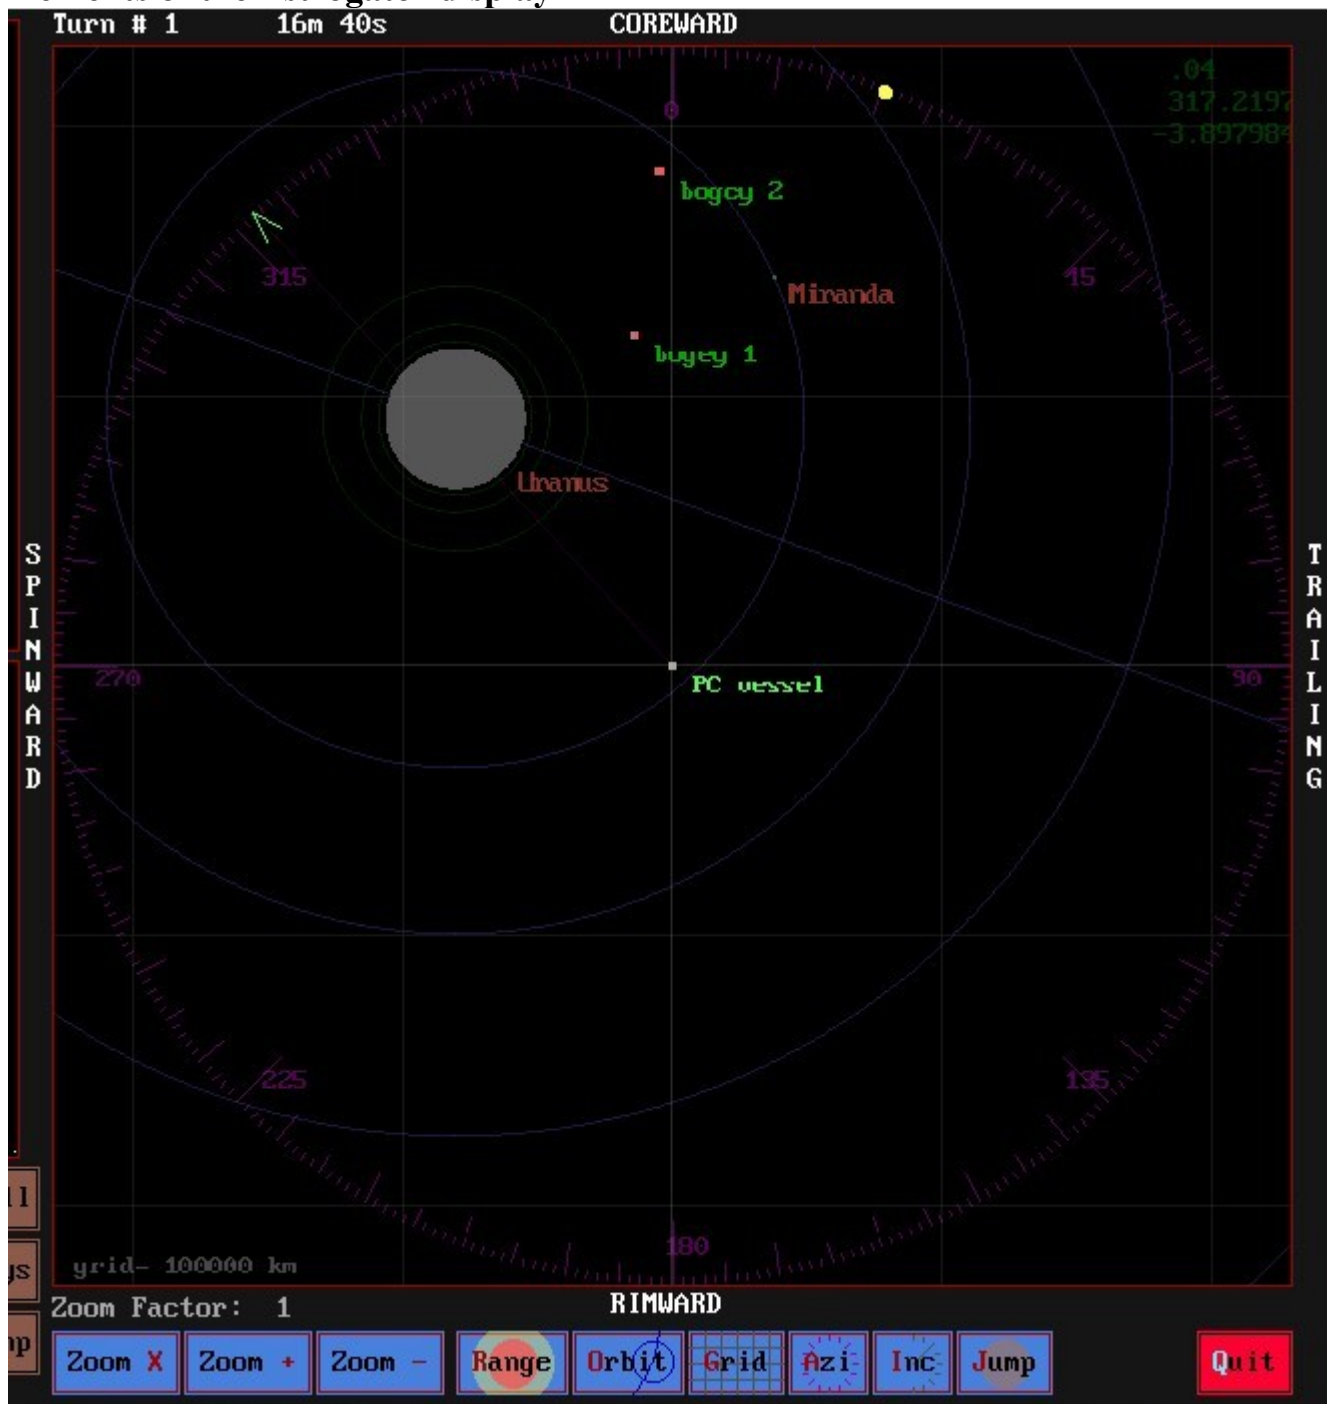 Turn # 1 16m 40s COREWARD
.04
317.2197
-3.897984
0
bogey 2
315
45
Miranda
bogey 1
Uranus
SPINWARD
TRAILING
270
PC vessel
90
225
135
180
grid- 100000 km
Zoom Factor: 1 RIMWARD
Zoom X Zoom + Zoom - Range Orbit Grid Azi Inc Jump Quit